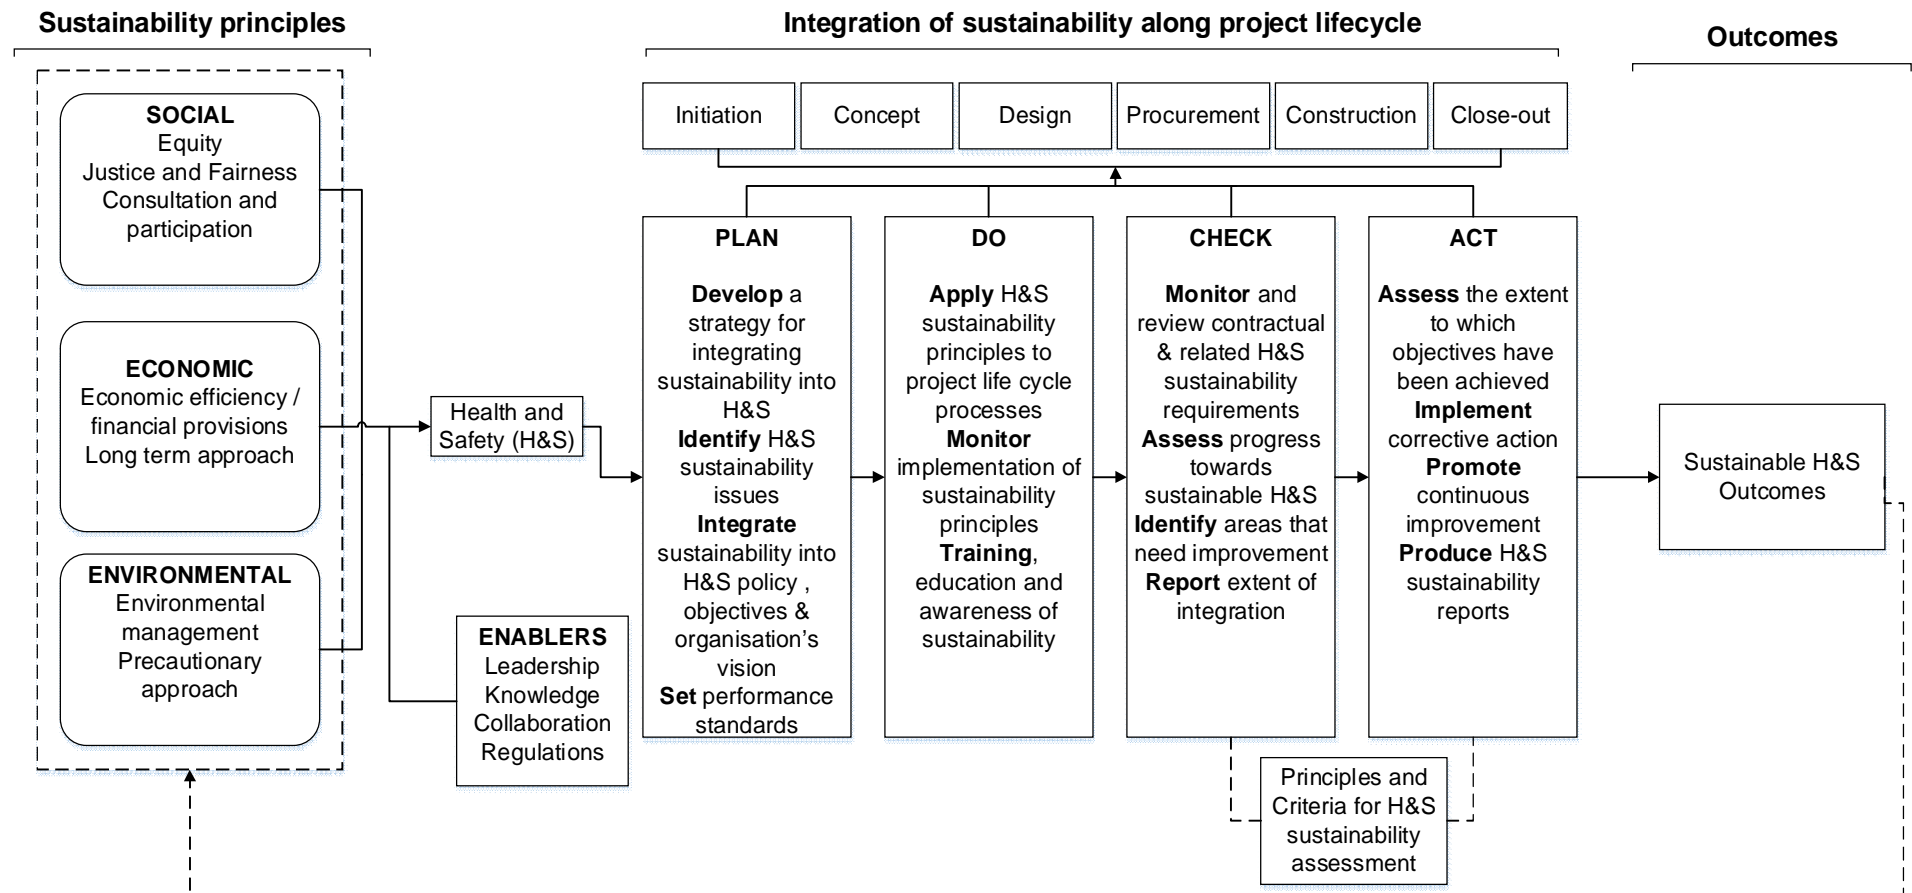 Sustainability principles
Integration of sustainability along project lifecycle
Outcomes
SOCIAL
Equity
Justice and Fairness
Consultation and
participation
ECONOMIC
Economic efficiency /
financial provisions
Long term approach
ENVIRONMENTAL
Environmental
management
Precautionary
approach
Health and
Safety (H&S)
ENABLERS
Leadership
Knowledge
Collaboration
Regulations
Initiation
Concept
Design
Procurement
Construction
Close-out
PLAN
Develop a
strategy for
integrating
sustainability into
H&S
Identify H&S
sustainability
issues
Integrate
sustainability into
H&S policy ,
objectives &
organisation's
vision
Set performance
standards
DO
Apply H&S
sustainability
principles to
project life cycle
processes
Monitor
implementation of
sustainability
principles
Training,
education and
awareness of
sustainability
CHECK
Monitor and
review contractual
& related H&S
sustainability
requirements
Assess progress
towards
sustainable H&S
Identify areas that
need improvement
Report extent of
integration
ACT
Assess the extent
to which
objectives have
been achieved
Implement
corrective action
Promote
continuous
improvement
Produce H&S
sustainability
reports
Principles and
Criteria for H&S
sustainability
assessment
Sustainable H&S
Outcomes